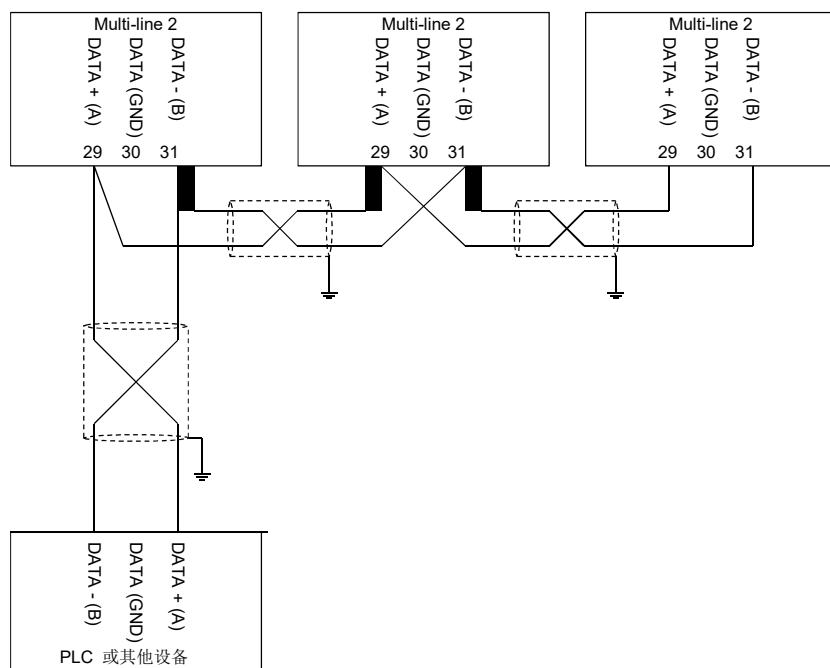 Multi-line 2
DATA + (A)
DATA (GND)
DATA - (B)
29 30 31
Multi-line 2
DATA + (A)
DATA (GND)
DATA - (B)
29 30 31
Multi-line 2
DATA + (A)
DATA (GND)
DATA - (B)
29 30 31
DATA - (B)
DATA (GND)
DATA + (A)
PLC 或其他设备